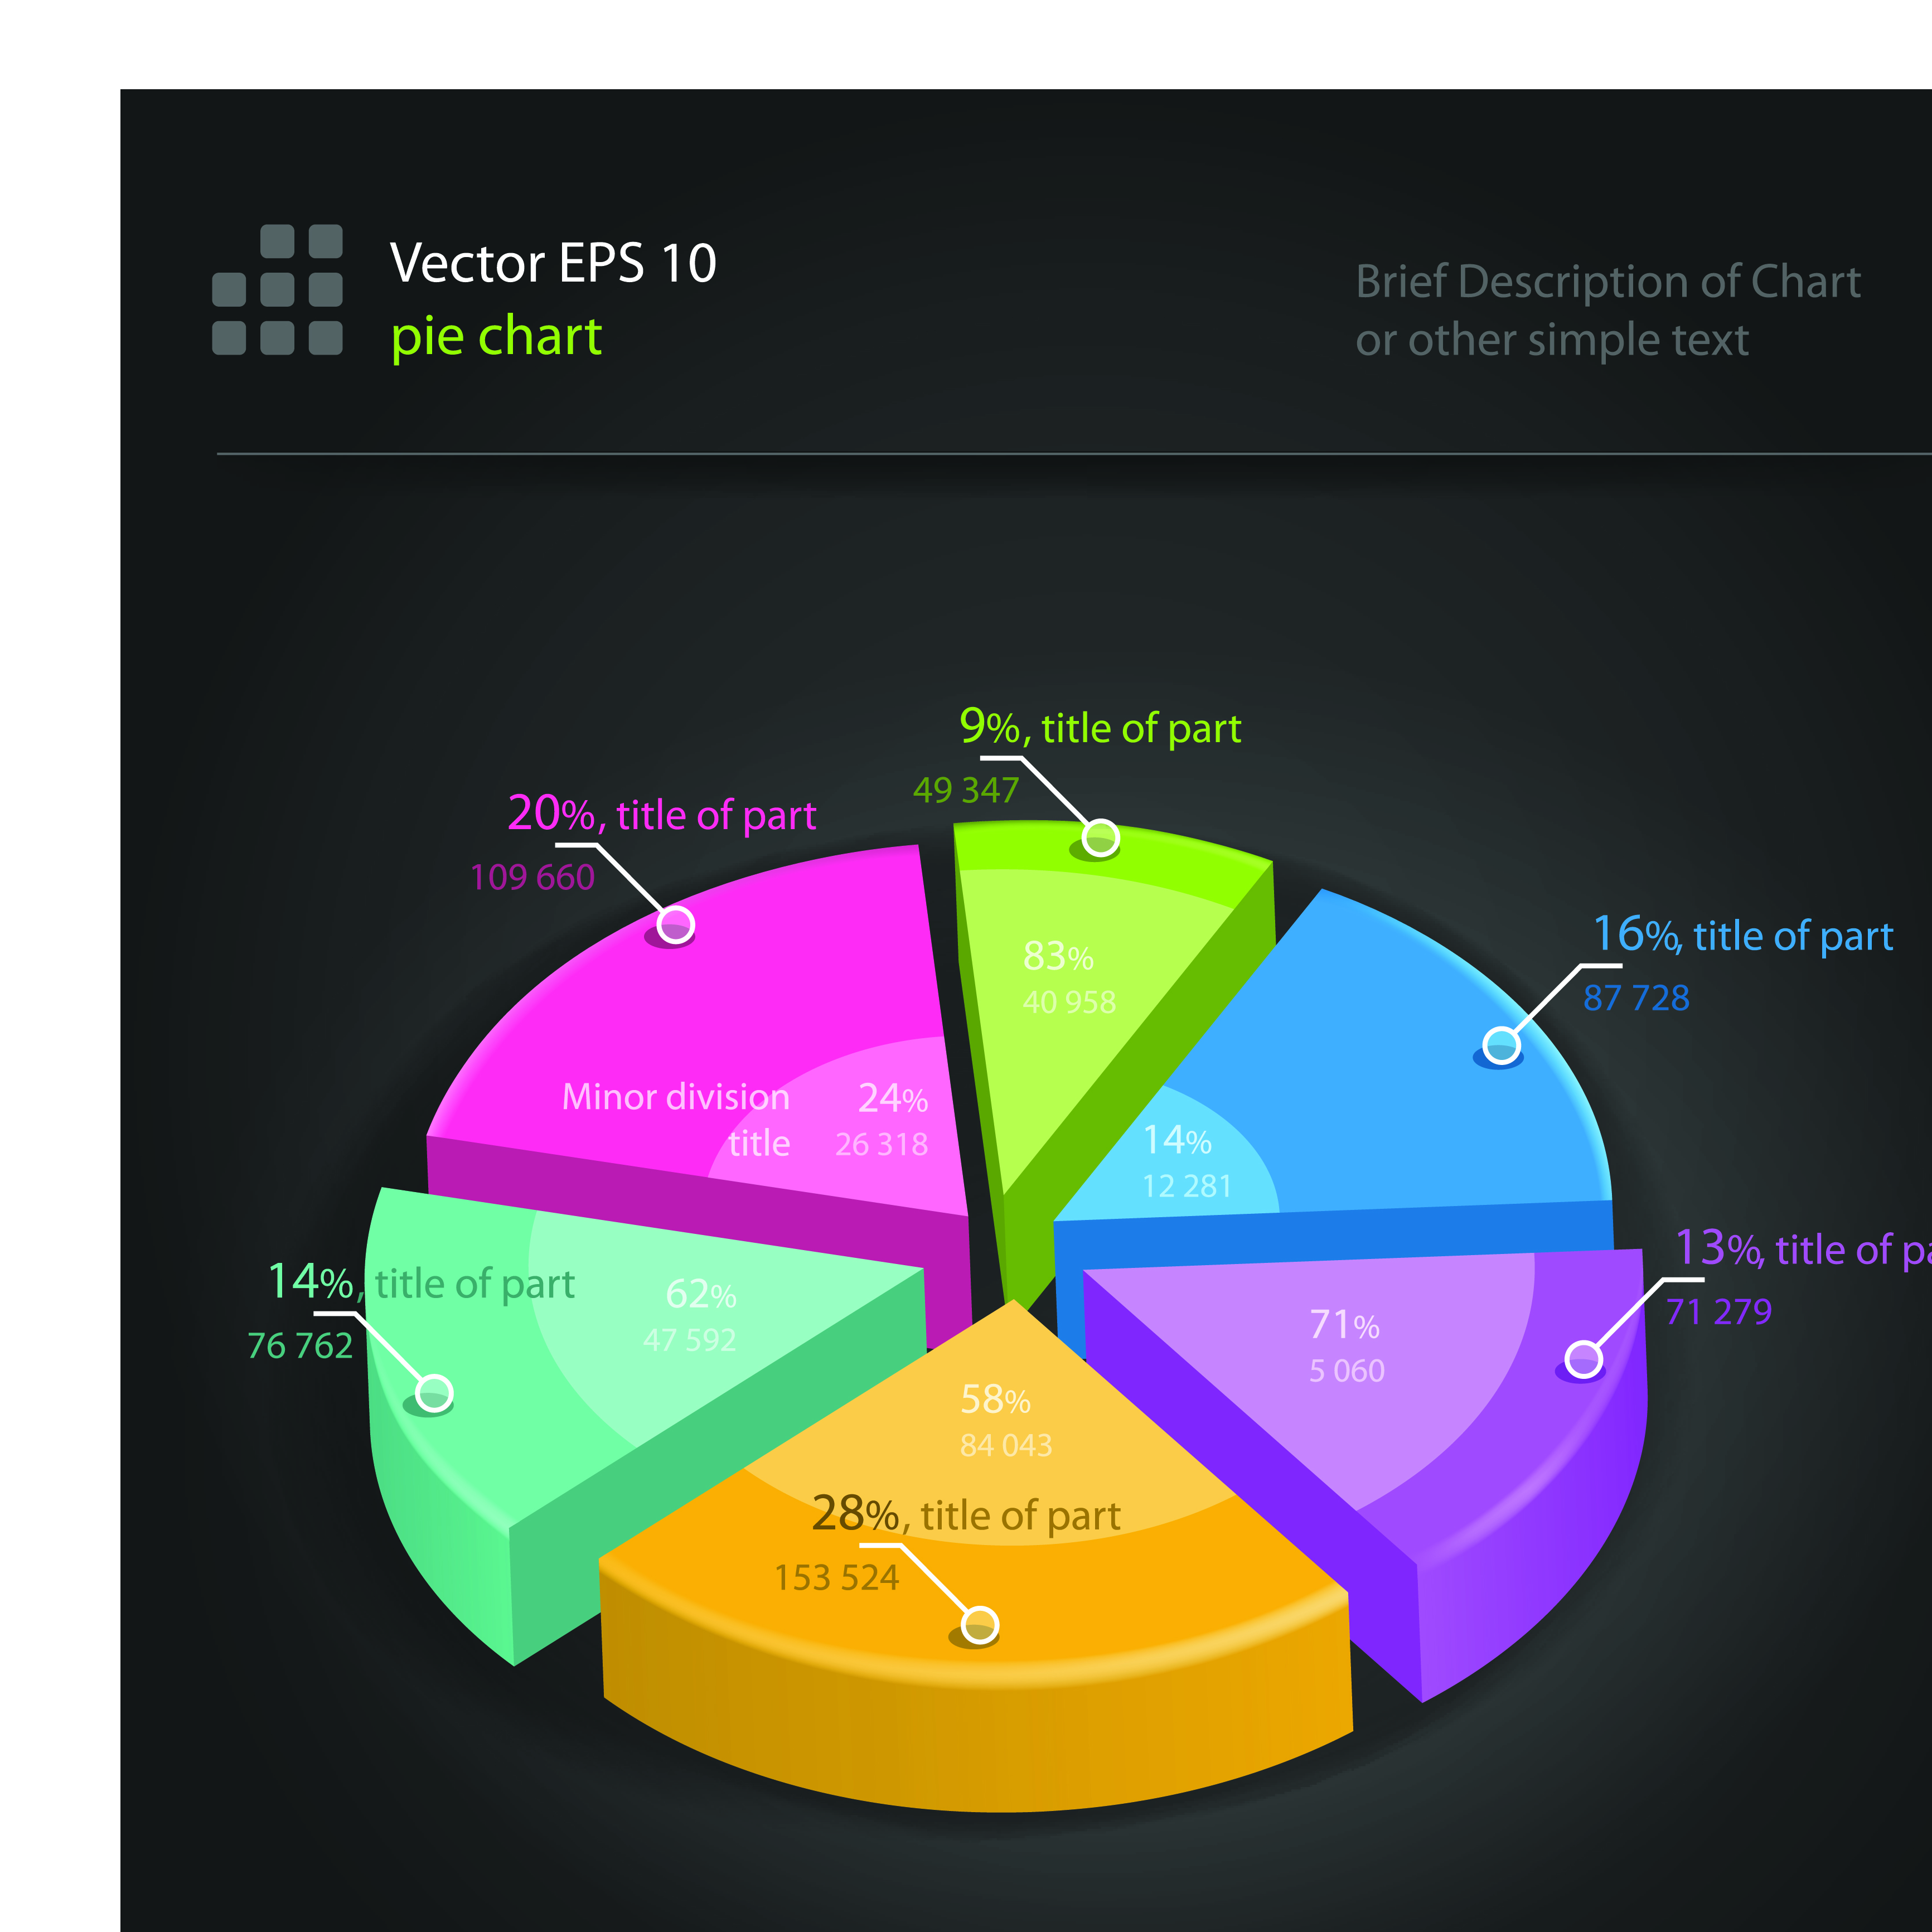 Vector EPS 10
pie chart
Brief Description of Chart
or other simple text
9%, title of part
49 347
20%, title of part
109 660
16%, title of part
87 728
83%
40 958
Minor division
title
24%
26 318
14%
12 281
13%, title of
71 279
14%, title of part
76 762
62%
47 592
71%
5 060
58%
84 043
28%, title of part
153 524